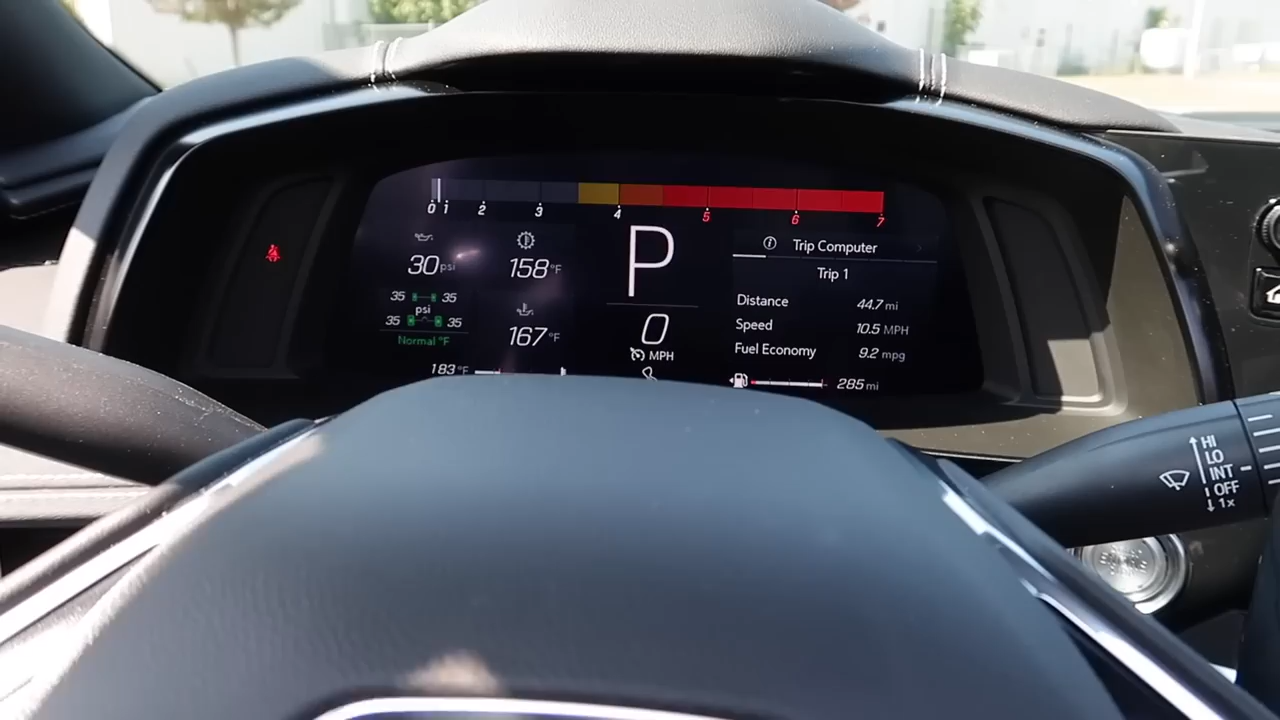 0 1 2 3 4 5 6 7
30 psi
158 °F
P
Trip Computer
Trip 1
35 35
psi
35 35
Normal °F
167 °F
0
MPH
Distance 44.7 mi
Speed 10.5 MPH
Fuel Economy 9.2 mpg
183 °F
285 mi
HI
LO
INT
OFF
1x